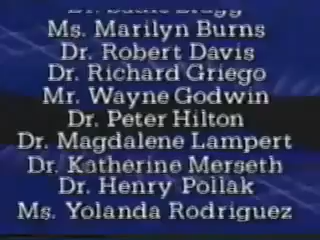 Ms. Marilyn Burns
Dr. Robert Davis
Dr. Richard Griego
Mr. Wayne Godwin
Dr. Peter Hilton
Dr. Magdalene Lampert
Dr. Katherine Merseth
Dr. Henry Pollak
Ms. Yolanda Rodriguez